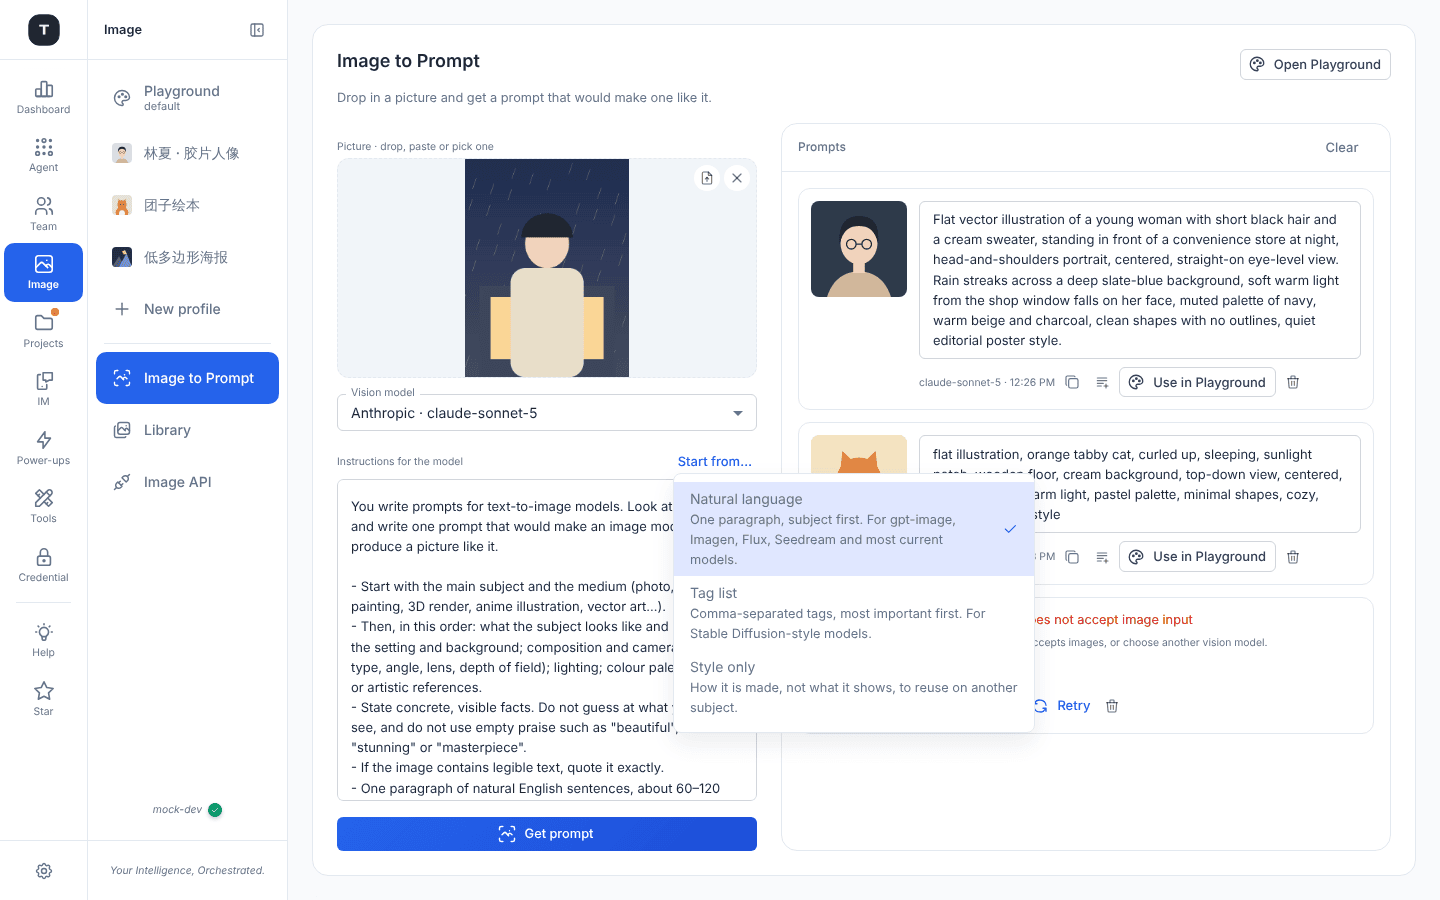 T
Image
Dashboard
Agent
Team
Image
Projects
IM
Power-ups
Tools
Credential
Help
Star
Playground
default
林夏 · 胶片人像
团子绘本
低多边形海报
New profile
Image to Prompt
Library
Image API
mock-dev
Your Intelligence, Orchestrated.
Image to Prompt
Open Playground
Drop in a picture and get a prompt that would make one like it.
Picture · drop, paste or pick one
Vision model
Anthropic · claude-sonnet-5
Instructions for the model
Start from...
You write prompts for text-to-image models. Look at
and write one prompt that would make an image
produce a picture like it.
- Start with the main subject and the medium (photo,
painting, 3D render, anime illustration, vector art...).
- Then, in this order: what the subject looks like and
the setting and background; composition and
type, angle, lens, depth of field); lighting; colour
or artistic references.
- State concrete, visible facts. Do not guess at what
see, and do not use empty praise such as "beautiful",
"stunning" or "masterpiece".
- If the image contains legible text, quote it exactly.
- One paragraph of natural English sentences, about 60–120
Get prompt
Natural language
One paragraph, subject first. For gpt-image,
Imagen, Flux, Seedream and most current
models.
Tag list
Comma-separated tags, most important first. For
Stable Diffusion-style models.
Style only
How it is made, not what it shows, to reuse on another
subject.
Prompts
Clear
Flat vector illustration of a young woman with short black hair and
a cream sweater, standing in front of a convenience store at night,
head-and-shoulders portrait, centered, straight-on eye-level view.
Rain streaks across a deep slate-blue background, soft warm light
from the shop window falls on her face, muted palette of navy,
warm beige and charcoal, clean shapes with no outlines, quiet
editorial poster style.
claude-sonnet-5 · 12:26 PM
Use in Playground
flat illustration, orange tabby cat, curled up, sleeping, sunlight
floor, cream background, top-down view, centered,
light, pastel palette, minimal shapes, cozy,
style
PM
Use in Playground
not accept image input
images, or choose another vision model.
Retry